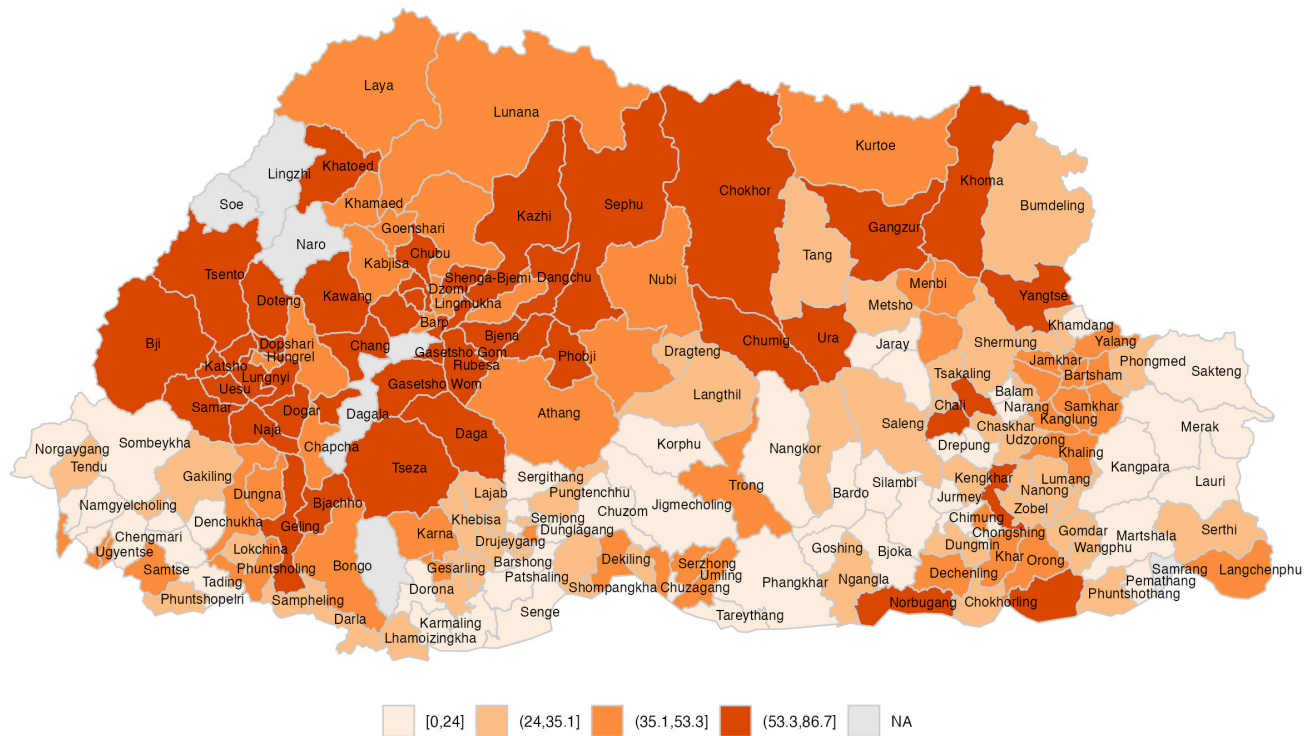 Laya
Lunana
Kurtoe
Lingzhi
Khatoed
Khoma
Chokhor
Soe
Khamaed
Kazhi
Sephu
Bumdeling
Goenshari
Gangzur
Naro
Chubu
Kabjisa
Tang
Tsento
Shenga-Bjemi
Dangchu
Nubi
Menbi
Dzomi
Doteng
Kawang
Lingmukha
Metsho
Yangtse
Barp
Khamdang
Bji
Dopshari
Chang
Bjena
Chumig
Ura
Jaray
Shermung
Yalang
Hungrel
Gasetsho Gom
Phobji
Dragteng
Jamkhar
Phongmed
Katsho
Rubesa
Sakteng
Lungnyi
Tsakaling
Bartsham
Uesu
Gasetsho Wom
Langthil
Balam
Samar
Dogar
Dagala
Athang
Chali
Narang
Samkhar
Kanglung
Naja
Daga
Saleng
Chaskhar
Merak
Norgaygang
Sombeykha
Chapcha
Korphu
Nangkor
Drepung
Udzorong
Khaling
Tendu
Tseza
Kangpara
Gakiling
Sergithang
Trong
Silambi
Kengkhar
Lumang
Lauri
Dungna
Lajab
Pungtenchhu
Bardo
Nanong
Namgyelcholing
Bjachho
Jigmecholing
Jurmey
Zobel
Denchukha
Geling
Khebisa
Semjong
Chuzom
Chimung
Chengmari
Karna
Dunglagang
Chongshing
Gomdar
Serthi
Ugyentse
Lokchina
Drujeygang
Goshing
Bjoka
Dungmin
Wangphu
Martshala
Samtse
Phuntsholing
Bongo
Gesarling
Barshong
Dekiling
Serzhong
Khar
Orong
Tading
Patshaling
Umling
Phangkhar
Ngangla
Dechenling
Samrang
Langchenphu
Phuntshopelri
Sampheling
Dorona
Shompangkha
Chuzagang
Pemathang
Darla
Senge
Tareythang
Norbugang
Chokhorling
Phuntshothang
Karmaling
Lhamoizingkha
[0,24]
(24,35.1]
(35.1,53.3]
(53.3,86.7]
NA